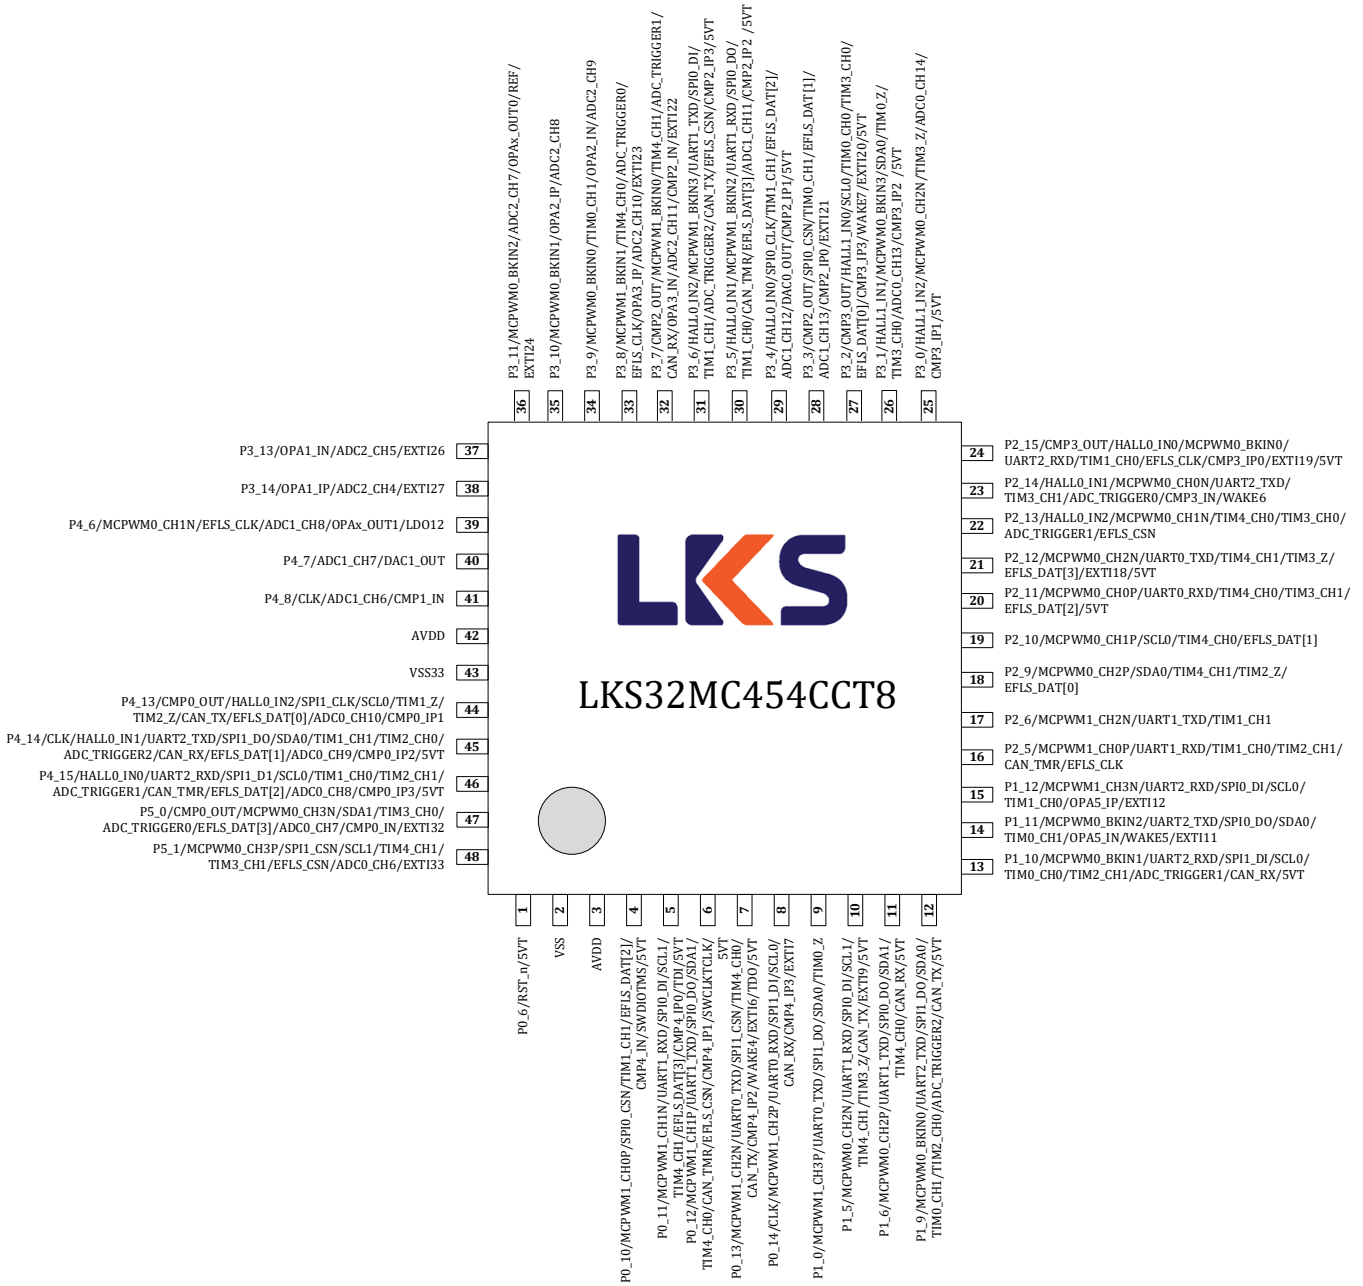 P3_11/MCPWM0_BKIN2/ADC2_CH7/OPAx_OUT0/REF/
EXTI24
P3_10/MCPWM0_BKIN1/OPA2_IP/ADC2_CH8
P3_9/MCPWM0_BKIN0/TIM0_CH1/OPA2_IN/ADC2_CH9
P3_8/MCPWM1_BKIN1/TIM4_CH0/ADC_TRIGGER0/
EFLS_CLK/OPA3_IP/ADC2_CH10/EXTI23
P3_7/CMP2_OUT/MCPWM1_BKIN0/TIM4_CH1/ADC_TRIGGER1/
CAN_RX/OPA3_IN/ADC2_CH11/CMP2_IN/EXTI22
P3_6/HALL0_IN2/MCPWM1_BKIN3/UART1_TXD/SPI0_DI/
TIM1_CH1/ADC_TRIGGER2/CAN_TX/EFLS_CSN/CMP2_IP3/5VT
P3_5/HALL0_IN1/MCPWM1_BKIN2/UART1_RXD/SPI0_DO/
TIM1_CH0/CAN_TMR/EFLS_DAT[3]/ADC1_CH11/CMP2_IP2 /5VT
P3_4/HALL0_IN0/SPI0_CLK/TIM1_CH1/EFLS_DAT[2]/
ADC1_CH12/DAC0_OUT/CMP2_IP1/5VT
P3_3/CMP2_OUT/SPI0_CSN/TIM0_CH1/EFLS_DAT[1]/
ADC1_CH13/CMP2_IP0/EXTI21
P3_2/CMP3_OUT/HALL1_IN0/SCL0/TIM0_CH0/TIM3_CH0/
EFLS_DAT[0]/CMP3_IP3/WAKE7/EXTI20/5VT
P3_1/HALL1_IN1/MCPWM0_BKIN3/SDA0/TIM0_Z/
TIM3_CH0/ADC0_CH13/CMP3_IP2 /5VT
P3_0/HALL1_IN2/MCPWM0_CH2N/TIM3_Z/ADC0_CH14/
CMP3_IP1/5VT
36
35
34
33
32
31
30
29
28
27
26
25
P3_13/OPA1_IN/ADC2_CH5/EXTI26
37
P3_14/OPA1_IP/ADC2_CH4/EXTI27
38
P4_6/MCPWM0_CH1N/EFLS_CLK/ADC1_CH8/OPAx_OUT1/LDO12
39
P4_7/ADC1_CH7/DAC1_OUT
40
P4_8/CLK/ADC1_CH6/CMP1_IN
41
AVDD
42
VSS33
43
P4_13/CMP0_OUT/HALL0_IN2/SPI1_CLK/SCL0/TIM1_Z/
TIM2_Z/CAN_TX/EFLS_DAT[0]/ADC0_CH10/CMP0_IP1
44
P4_14/CLK/HALL0_IN1/UART2_TXD/SPI1_DO/SDA0/TIM1_CH1/TIM2_CH0/
ADC_TRIGGER2/CAN_RX/EFLS_DAT[1]/ADC0_CH9/CMP0_IP2/5VT
45
P4_15/HALL0_IN0/UART2_RXD/SPI1_D1/SCL0/TIM1_CH0/TIM2_CH1/
ADC_TRIGGER1/CAN_TMR/EFLS_DAT[2]/ADC0_CH8/CMP0_IP3/5VT
46
P5_0/CMP0_OUT/MCPWM0_CH3N/SDA1/TIM3_CH0/
ADC_TRIGGER0/EFLS_DAT[3]/ADC0_CH7/CMP0_IN/EXTI32
47
P5_1/MCPWM0_CH3P/SPI1_CSN/SCL1/TIM4_CH1/
TIM3_CH1/EFLS_CSN/ADC0_CH6/EXTI33
48
LKS
LKS32MC454CCT8
24
P2_15/CMP3_OUT/HALL0_IN0/MCPWM0_BKIN0/
UART2_RXD/TIM1_CH0/EFLS_CLK/CMP3_IP0/EXTI19/5VT
23
P2_14/HALL0_IN1/MCPWM0_CH0N/UART2_TXD/
TIM3_CH1/ADC_TRIGGER0/CMP3_IN/WAKE6
22
P2_13/HALL0_IN2/MCPWM0_CH1N/TIM4_CH0/TIM3_CH0/
ADC_TRIGGER1/EFLS_CSN
21
P2_12/MCPWM0_CH2N/UART0_TXD/TIM4_CH1/TIM3_Z/
EFLS_DAT[3]/EXTI18/5VT
20
P2_11/MCPWM0_CH0P/UART0_RXD/TIM4_CH0/TIM3_CH1/
EFLS_DAT[2]/5VT
19
P2_10/MCPWM0_CH1P/SCL0/TIM4_CH0/EFLS_DAT[1]
18
P2_9/MCPWM0_CH2P/SDA0/TIM4_CH1/TIM2_Z/
EFLS_DAT[0]
17
P2_6/MCPWM1_CH2N/UART1_TXD/TIM1_CH1
16
P2_5/MCPWM1_CH0P/UART1_RXD/TIM1_CH0/TIM2_CH1/
CAN_TMR/EFLS_CLK
15
P1_12/MCPWM1_CH3N/UART2_RXD/SPI0_DI/SCL0/
TIM1_CH0/OPA5_IP/EXTI12
14
P1_11/MCPWM0_BKIN2/UART2_TXD/SPI0_DO/SDA0/
TIM0_CH1/OPA5_IN/WAKE5/EXTI11
13
P1_10/MCPWM0_BKIN1/UART2_RXD/SPI1_DI/SCL0/
TIM0_CH0/TIM2_CH1/ADC_TRIGGER1/CAN_RX/5VT
1
2
3
4
5
6
7
8
9
10
11
12
P0_6/RST_n/5VT
VSS
AVDD
P0_10/MCPWM1_CH0P/SPI0_CSN/TIM1_CH1/EFLS_DAT[2]/
CMP4_IN/SWDIOTMS/5VT
P0_11/MCPWM1_CH1N/UART1_RXD/SPI0_DI/SCL1/
TIM4_CH1/EFLS_DAT[3]/CMP4_IP0/TDI/5VT
P0_12/MCPWM1_CH1P/UART1_TXD/SPI0_DO/SDA1/
TIM4_CH0/CAN_TMR/EFLS_CSN/CMP4_IP1/SWCLKTCLK/
5VT
P0_13/MCPWM1_CH2N/UART0_TXD/SPI1_CSN/TIM4_CH0/
CAN_TX/CMP4_IP2/WAKE4/EXTI6/TDO/5VT
P0_14/CLK/MCPWM1_CH2P/UART0_RXD/SPI1_DI/SCL0/
CAN_RX/CMP4_IP3/EXTI7
P1_0/MCPWM1_CH3P/UART0_TXD/SPI1_DO/SDA0/TIM0_Z
P1_5/MCPWM0_CH2N/UART1_RXD/SPI0_DI/SCL1/
TIM4_CH1/TIM3_Z/CAN_TX/EXTI9/5VT
P1_6/MCPWM0_CH2P/UART1_TXD/SPI0_DO/SDA1/
TIM4_CH0/CAN_RX/5VT
P1_9/MCPWM0_BKIN0/UART2_TXD/SPI1_DO/SDA0/
TIM0_CH1/TIM2_CH0/ADC_TRIGGER2/CAN_TX/5VT